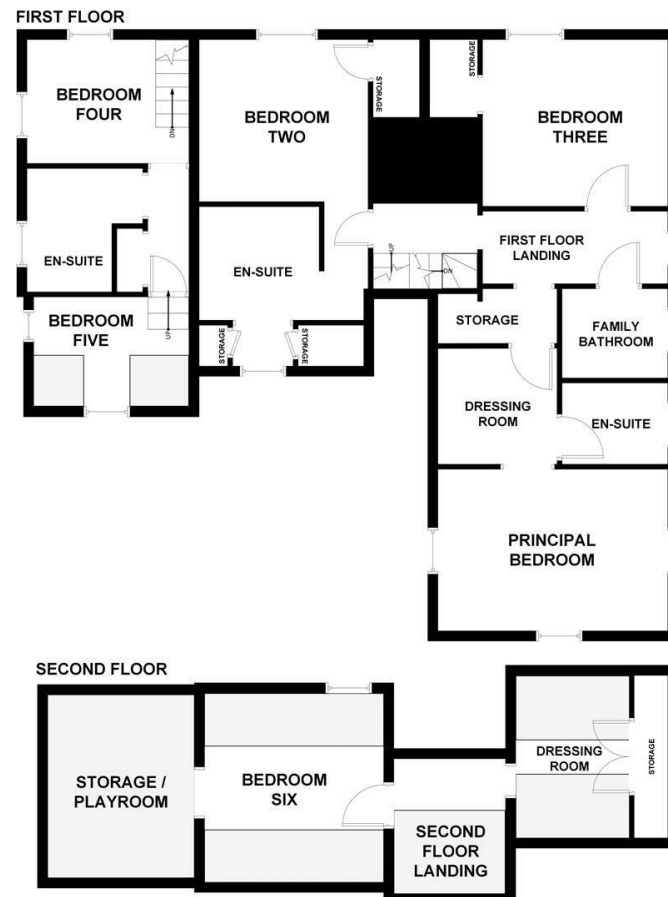 FIRST FLOOR
BEDROOM
FOUR
DN
BEDROOM
TWO
STORAGE
STORAGE
BEDROOM
THREE
EN-SUITE
EN-SUITE
UP
DN
FIRST FLOOR
LANDING
BEDROOM
FIVE
UP
STORAGE
STORAGE
STORAGE
FAMILY
BATHROOM
DRESSING
ROOM
EN-SUITE
PRINCIPAL
BEDROOM
SECOND FLOOR
STORAGE /
PLAYROOM
BEDROOM
SIX
SECOND
FLOOR
LANDING
DRESSING
ROOM
STORAGE